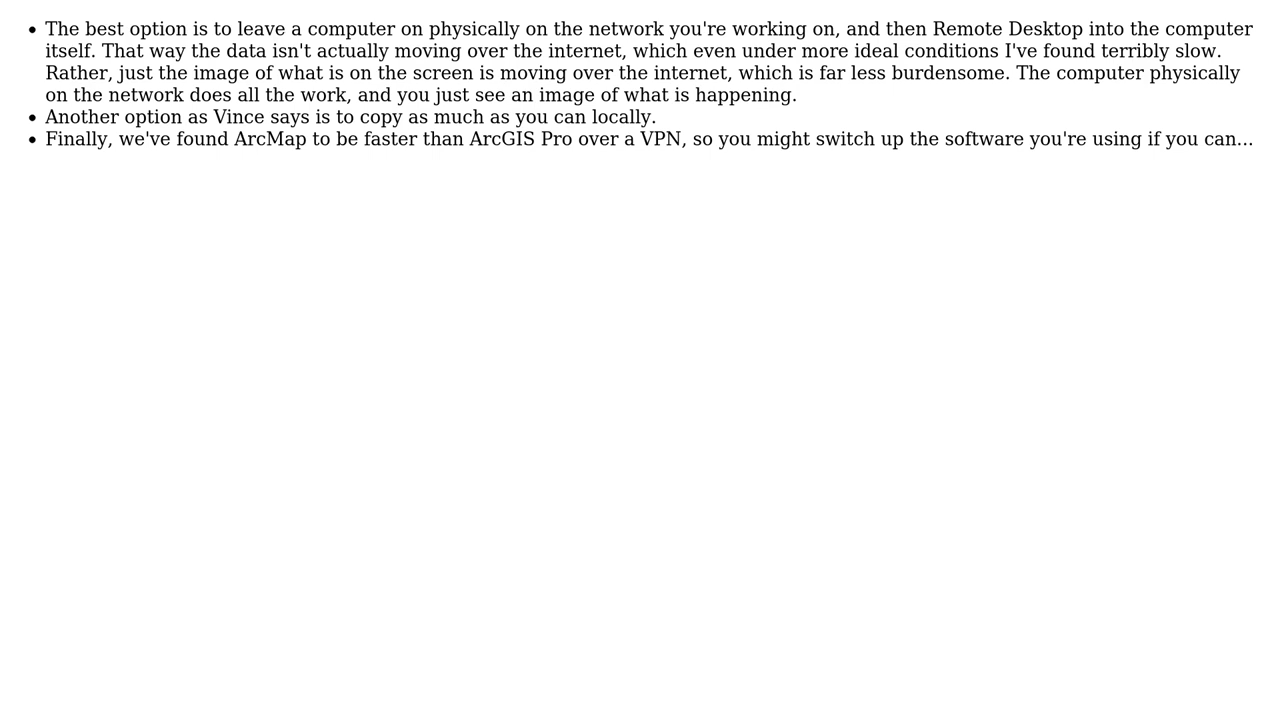 • The best option is to leave a computer on physically on the network you're working on, and then Remote Desktop into the computer
itself. That way the data isn't actually moving over the internet, which even under more ideal conditions I've found terribly slow.
Rather, just the image of what is on the screen is moving over the internet, which is far less burdensome. The computer physically
on the network does all the work, and you just see an image of what is happening.
• Another option as Vince says is to copy as much as you can locally.
• Finally, we've found ArcMap to be faster than ArcGIS Pro over a VPN, so you might switch up the software you're using if you can...